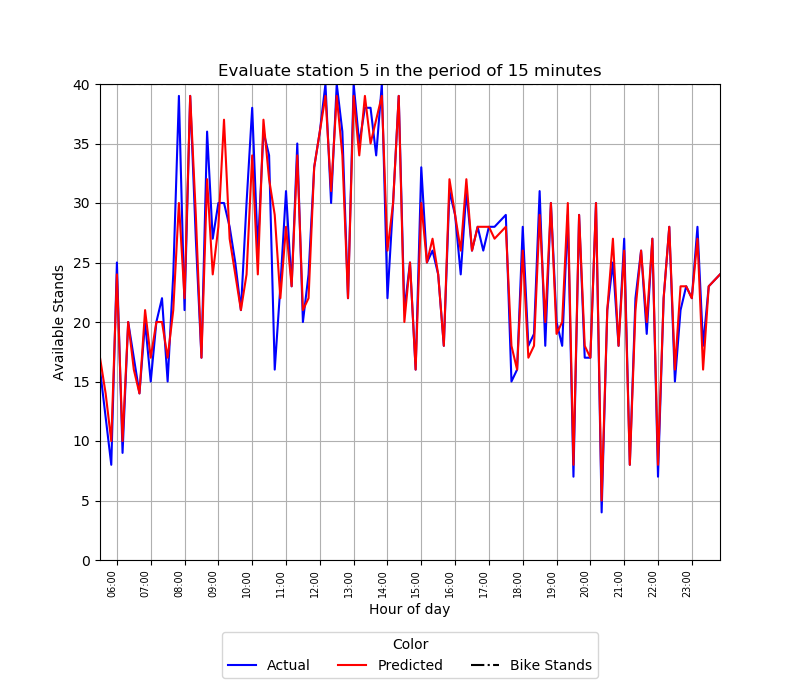 Evaluate station 5 in the period of 15 minutes
40
35
30
25
20
15
10
5
0
Available Stands
06:00 07:00 08:00 09:00 10:00 11:00 12:00 13:00 14:00 15:00 16:00 17:00 18:00 19:00 20:00 21:00 22:00 23:00
Hour of day
Color
Actual Predicted Bike Stands